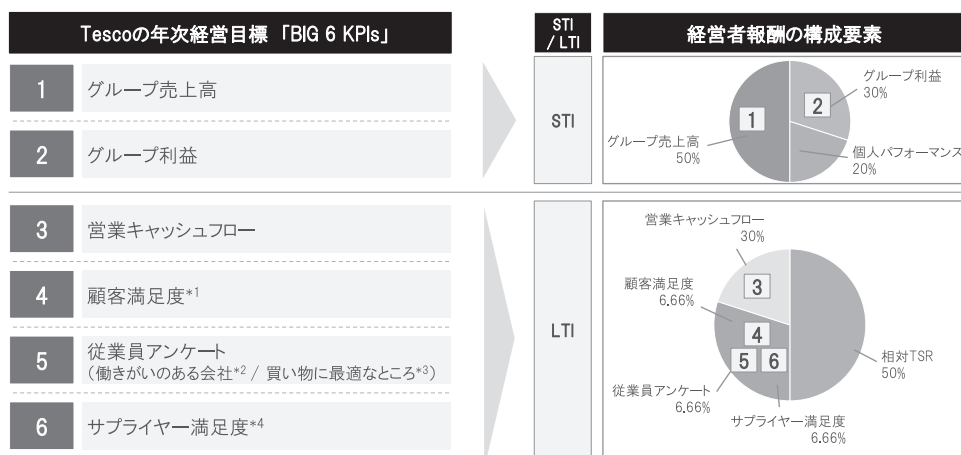 Tescoの年次経営目標 「BIG 6 KPIs」
STI
/ LTI
経営者報酬の構成要素
1
グループ売上高
2
グループ利益
STI
1
2
グループ利益
30%
グループ売上高
50%
個人パフォーマンス
20%
3
営業キャッシュフロー
4
顧客満足度*1
5
従業員アンケート
(働きがいのある会社*2 / 買い物に最適なところ*3)
6
サプライヤー満足度*4
LTI
営業キャッシュフロー
30%
顧客満足度
6.66%
3
4
5 6
従業員アンケート
6.66%
サプライヤー満足度
6.66%
相対TSR
50%